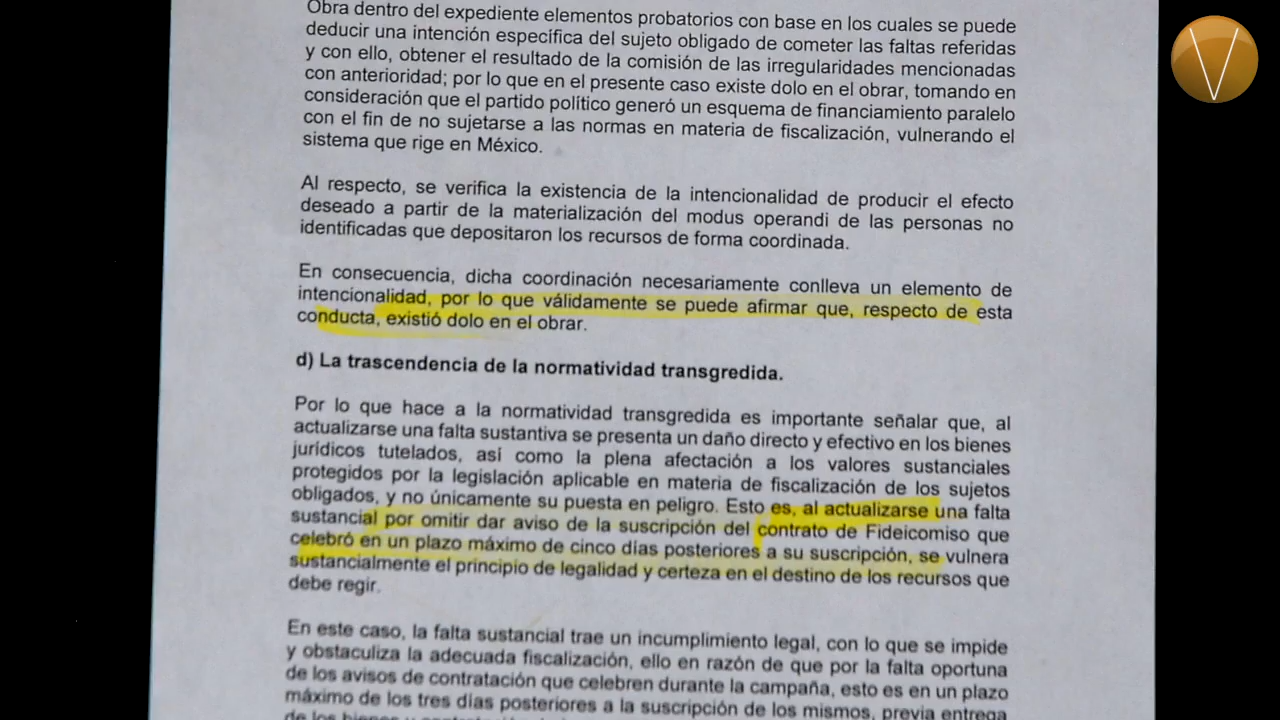 Obra dentro del expediente elementos probatorios con base en los cuales se puede
deducir una intención específica del sujeto obligado de cometer las faltas referidas
y con ello, obtener el resultado de la comisión de las irregularidades mencionadas
con anterioridad; por lo que en el presente caso existe dolo en el obrar, tomando en
consideración que el partido político generó un esquema de financiamiento paralelo
con el fin de no sujetarse a las normas en materia de fiscalización, vulnerando el
sistema que rige en México.
Al respecto, se verifica la existencia de la intencionalidad de producir el efecto
deseado a partir de la materialización del modus operandi de las personas no
identificadas que depositaron los recursos de forma coordinada.
En consecuencia, dicha coordinación necesariamente conlleva un elemento de
intencionalidad, por lo que válidamente se puede afirmar que, respecto de esta
conducta, existió dolo en el obrar.
d) La trascendencia de la normatividad transgredida.
Por lo que hace a la normatividad transgredida es importante señalar que, al
actualizarse una falta sustantiva se presenta un daño directo y efectivo en los bienes
jurídicos tutelados, así como la plena afectación a los valores sustanciales
protegidos por la legislación aplicable en materia de fiscalización de los sujetos
obligados, y no únicamente su puesta en peligro. Esto es, al actualizarse una falta
sustancial por omitir dar aviso de la suscripción del contrato de Fideicomiso que
celebró en un plazo máximo de cinco días posteriores a su suscripción, se vulnera
sustancialmente el principio de legalidad y certeza en el destino de los recursos que
debe regir.
En este caso, la falta sustancial trae un incumplimiento legal, con lo que se impide
y obstaculiza la adecuada fiscalización, ello en razón de que por la falta oportuna
de los avisos de contratación que celebren durante la campaña, esto es en un plazo
máximo de los tres días posteriores a la suscripción de los mismos, previa entrega
de los bienes